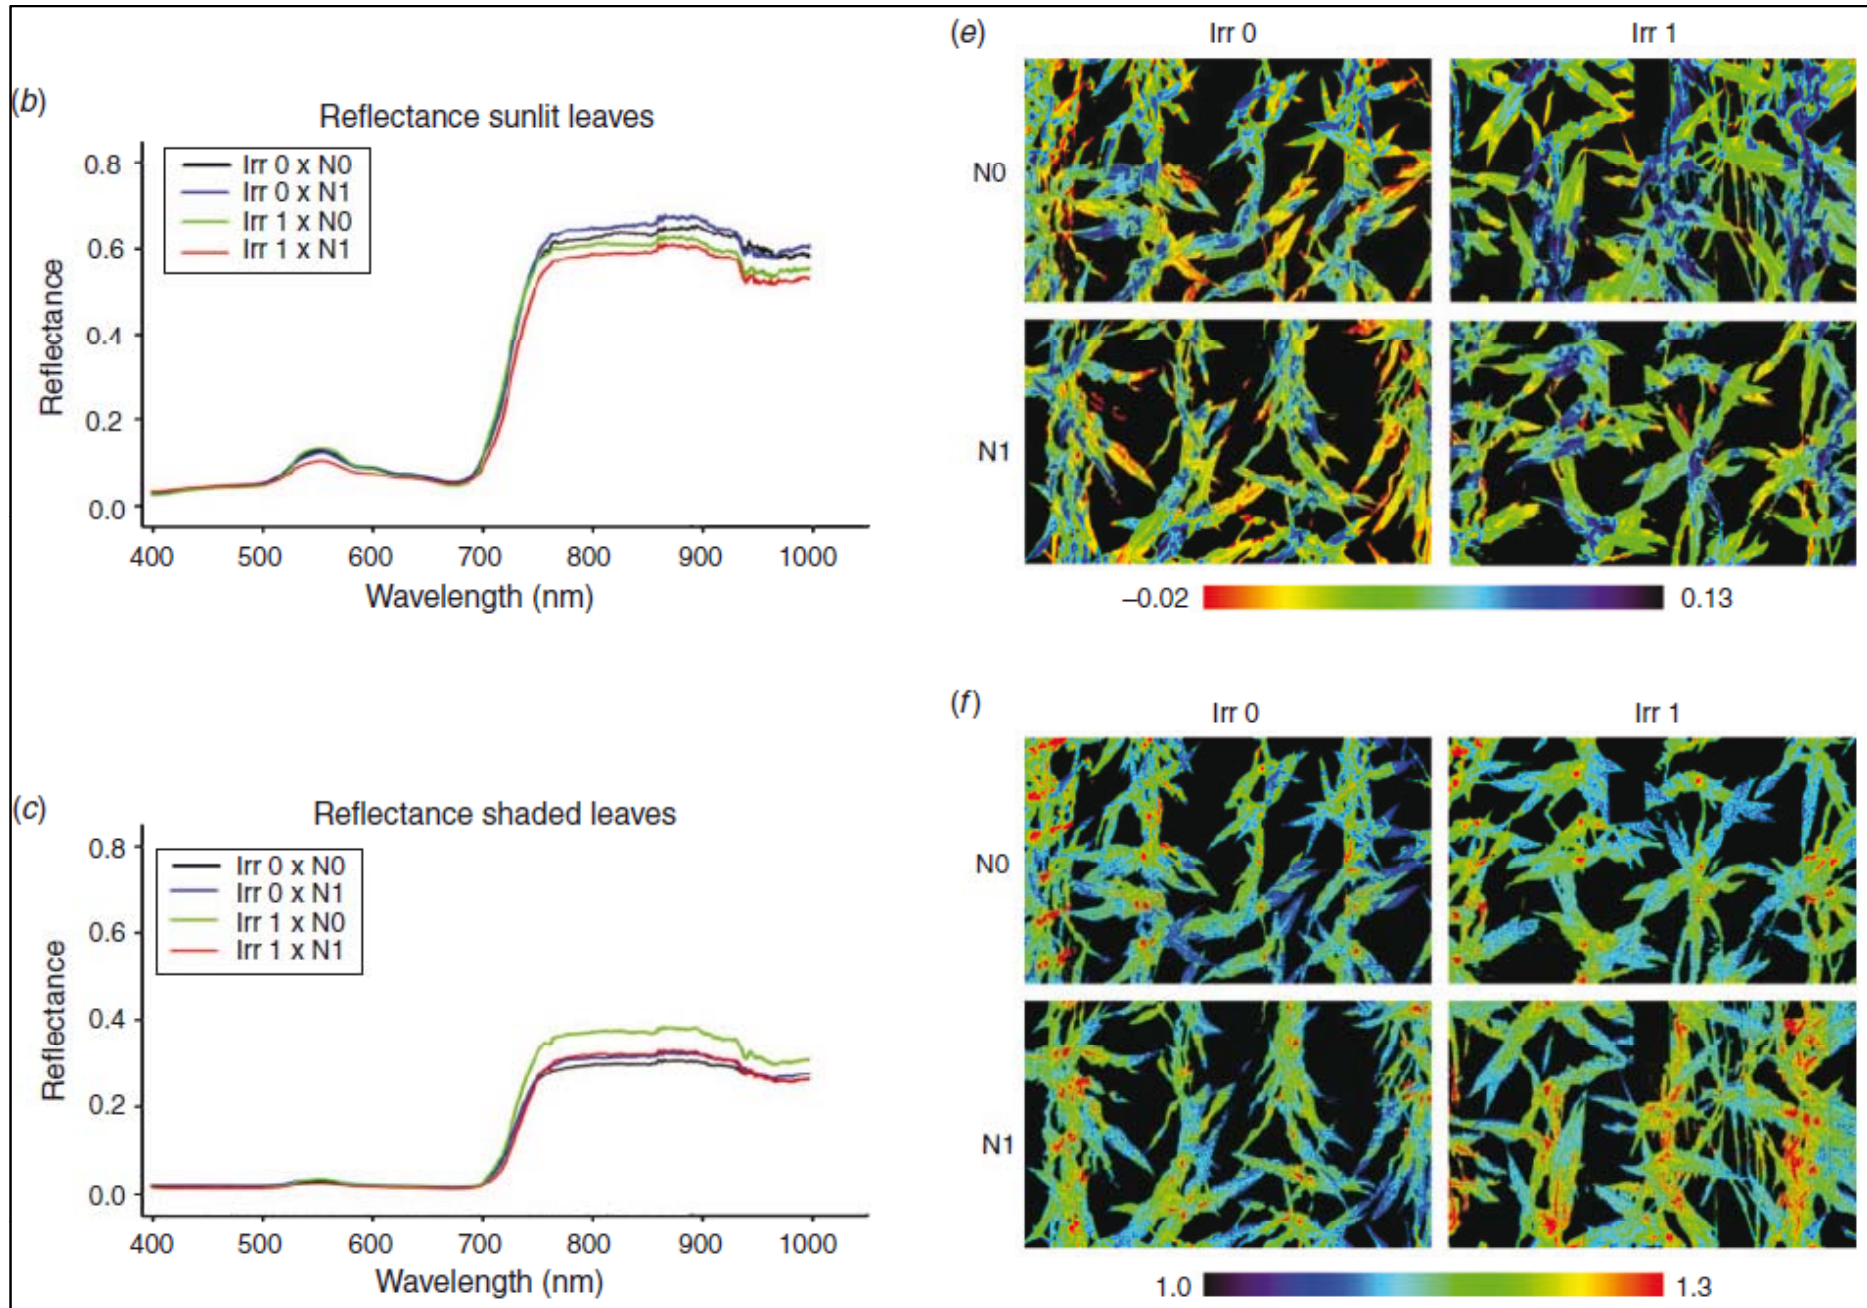 (b)
Reflectance sunlit leaves
0.8
0.6
0.4
0.2
0.0
Reflectance
Irr 0 x N0
Irr 0 x N1
Irr 1 x N0
Irr 1 x N1
400 500 600 700 800 900 1000
Wavelength (nm)
(c)
Reflectance shaded leaves
0.8
0.6
0.4
0.2
0.0
Reflectance
Irr 0 x N0
Irr 0 x N1
Irr 1 x N0
Irr 1 x N1
400 500 600 700 800 900 1000
Wavelength (nm)
(e)
Irr 0 Irr 1
N0
N1
–0.02 0.13
(f)
Irr 0 Irr 1
N0
N1
1.0 1.3